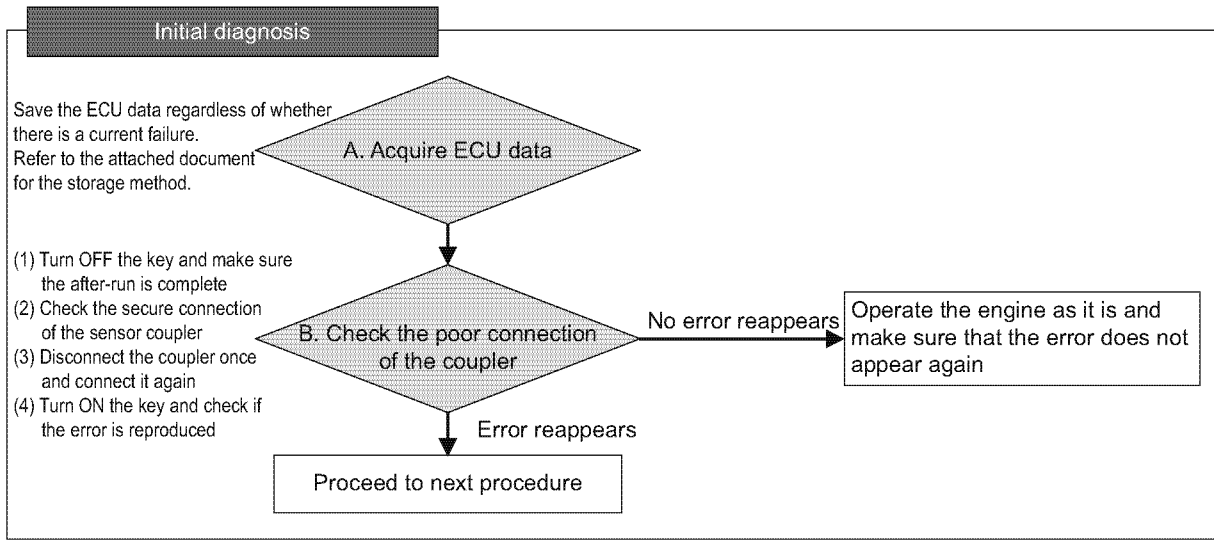 Initial diagnosis
Save the ECU data regardless of whether
there is a current failure.
Refer to the attached document
for the storage method.
A. Acquire ECU data
(1) Turn OFF the key and make sure
the after-run is complete
(2) Check the secure connection
of the sensor coupler
(3) Disconnect the coupler once
and connect it again
(4) Turn ON the key and check if
the error is reproduced
B. Check the poor connection
of the coupler
No error reappears
Operate the engine as it is and
make sure that the error does not
appear again
Error reappears
Proceed to next procedure